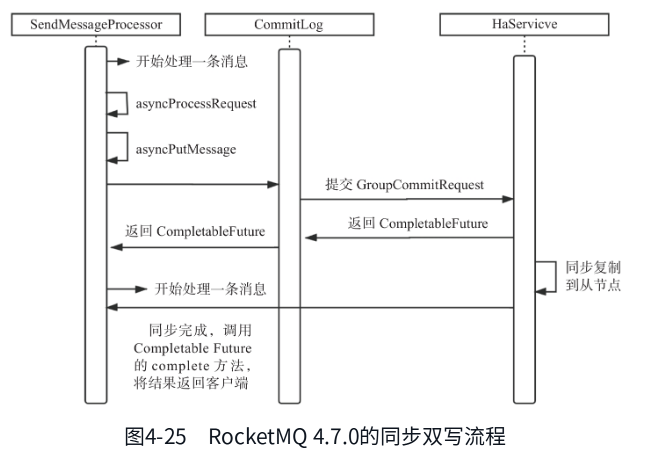 SendMessageProcessor
CommitLog
HaServicve
开始处理一条消息
asyncProcessRequest
asyncPutMessage
提交 GroupCommitRequest
返回 CompletableFuture
返回 CompletableFuture
同步复制
到从节点
开始处理一条消息
同步完成，调用
Completable Future
的 complete 方法，
将结果返回客户端
图4-25 RocketMQ 4.7.0的同步双写流程